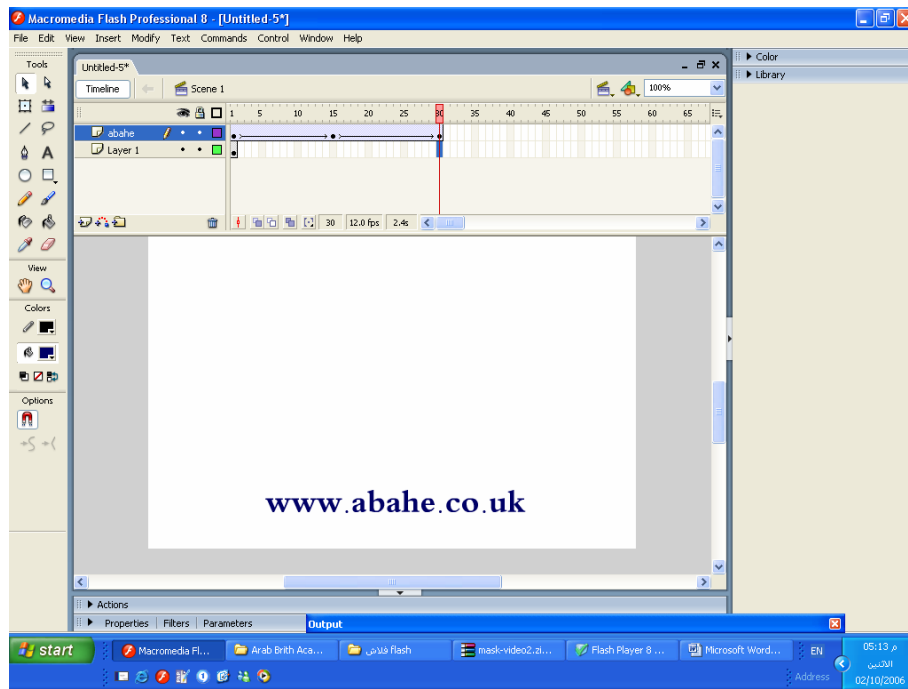 Macromedia Flash Professional 8 - [Untitled-5*]
File Edit View Insert Modify Text Commands Control Window Help
Tools
Untitled-5*
Color
Library
Timeline
Scene 1
100%
1 5 10 15 20 25 30 35 40 45 50 55 60 65
abahe
Layer 1
30 12.0 fps 2.4s
View
Colors
Options
www.abahe.co.uk
Actions
Properties Filters Parameters
Output
start
Macromedia Fl...
Arab Brith Aca...
flash فلاش
mask-video2.zi...
Flash Player 8 ...
Microsoft Word...
EN
05:13 م
الاثنين
Address
02/10/2006